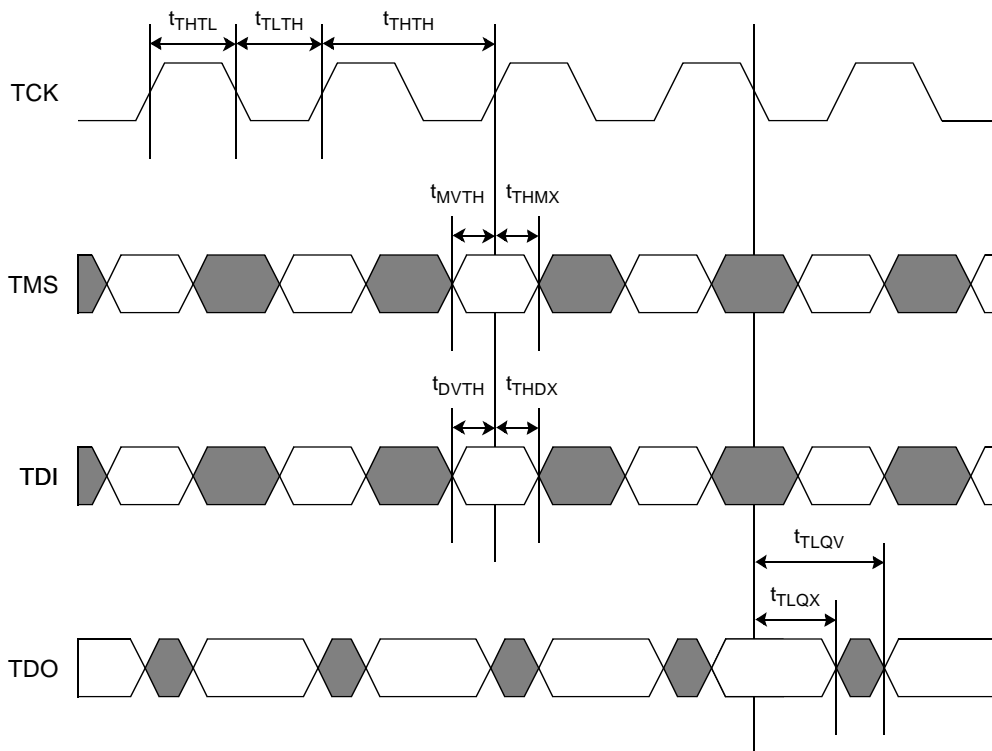 tTHTL tTLTH tTHTH
TCK
tMVTH tTHMX
TMS
tDVTH tTHDX
TDI
tTLQV
tTLQX
TDO